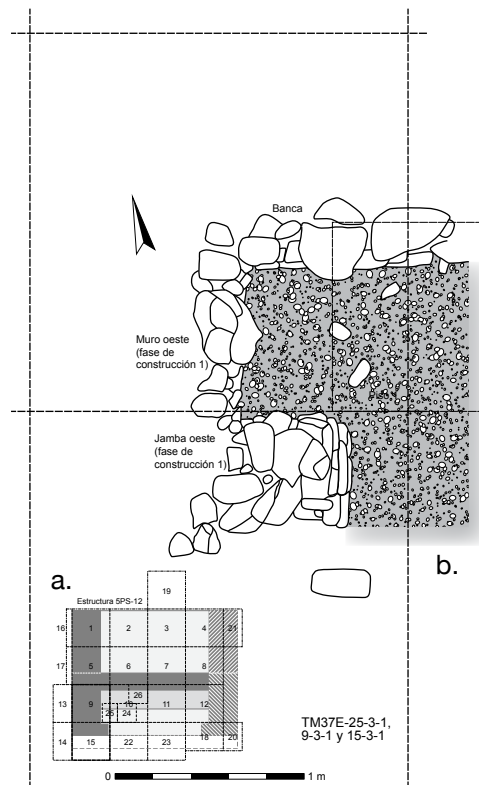 Banca
Muro oeste
(fase de
construcción 1)
Piso
Jamba oeste
(fase de
construcción 1)
b.
a.
19
Estructura 5PS-12
16
1
2
3
4
21
17
5
6
7
8
26
13
9
10
11
12
25
24
14
15
22
23
18
20
TM37E-25-3-1,
9-3-1 y 15-3-1
0
1 m